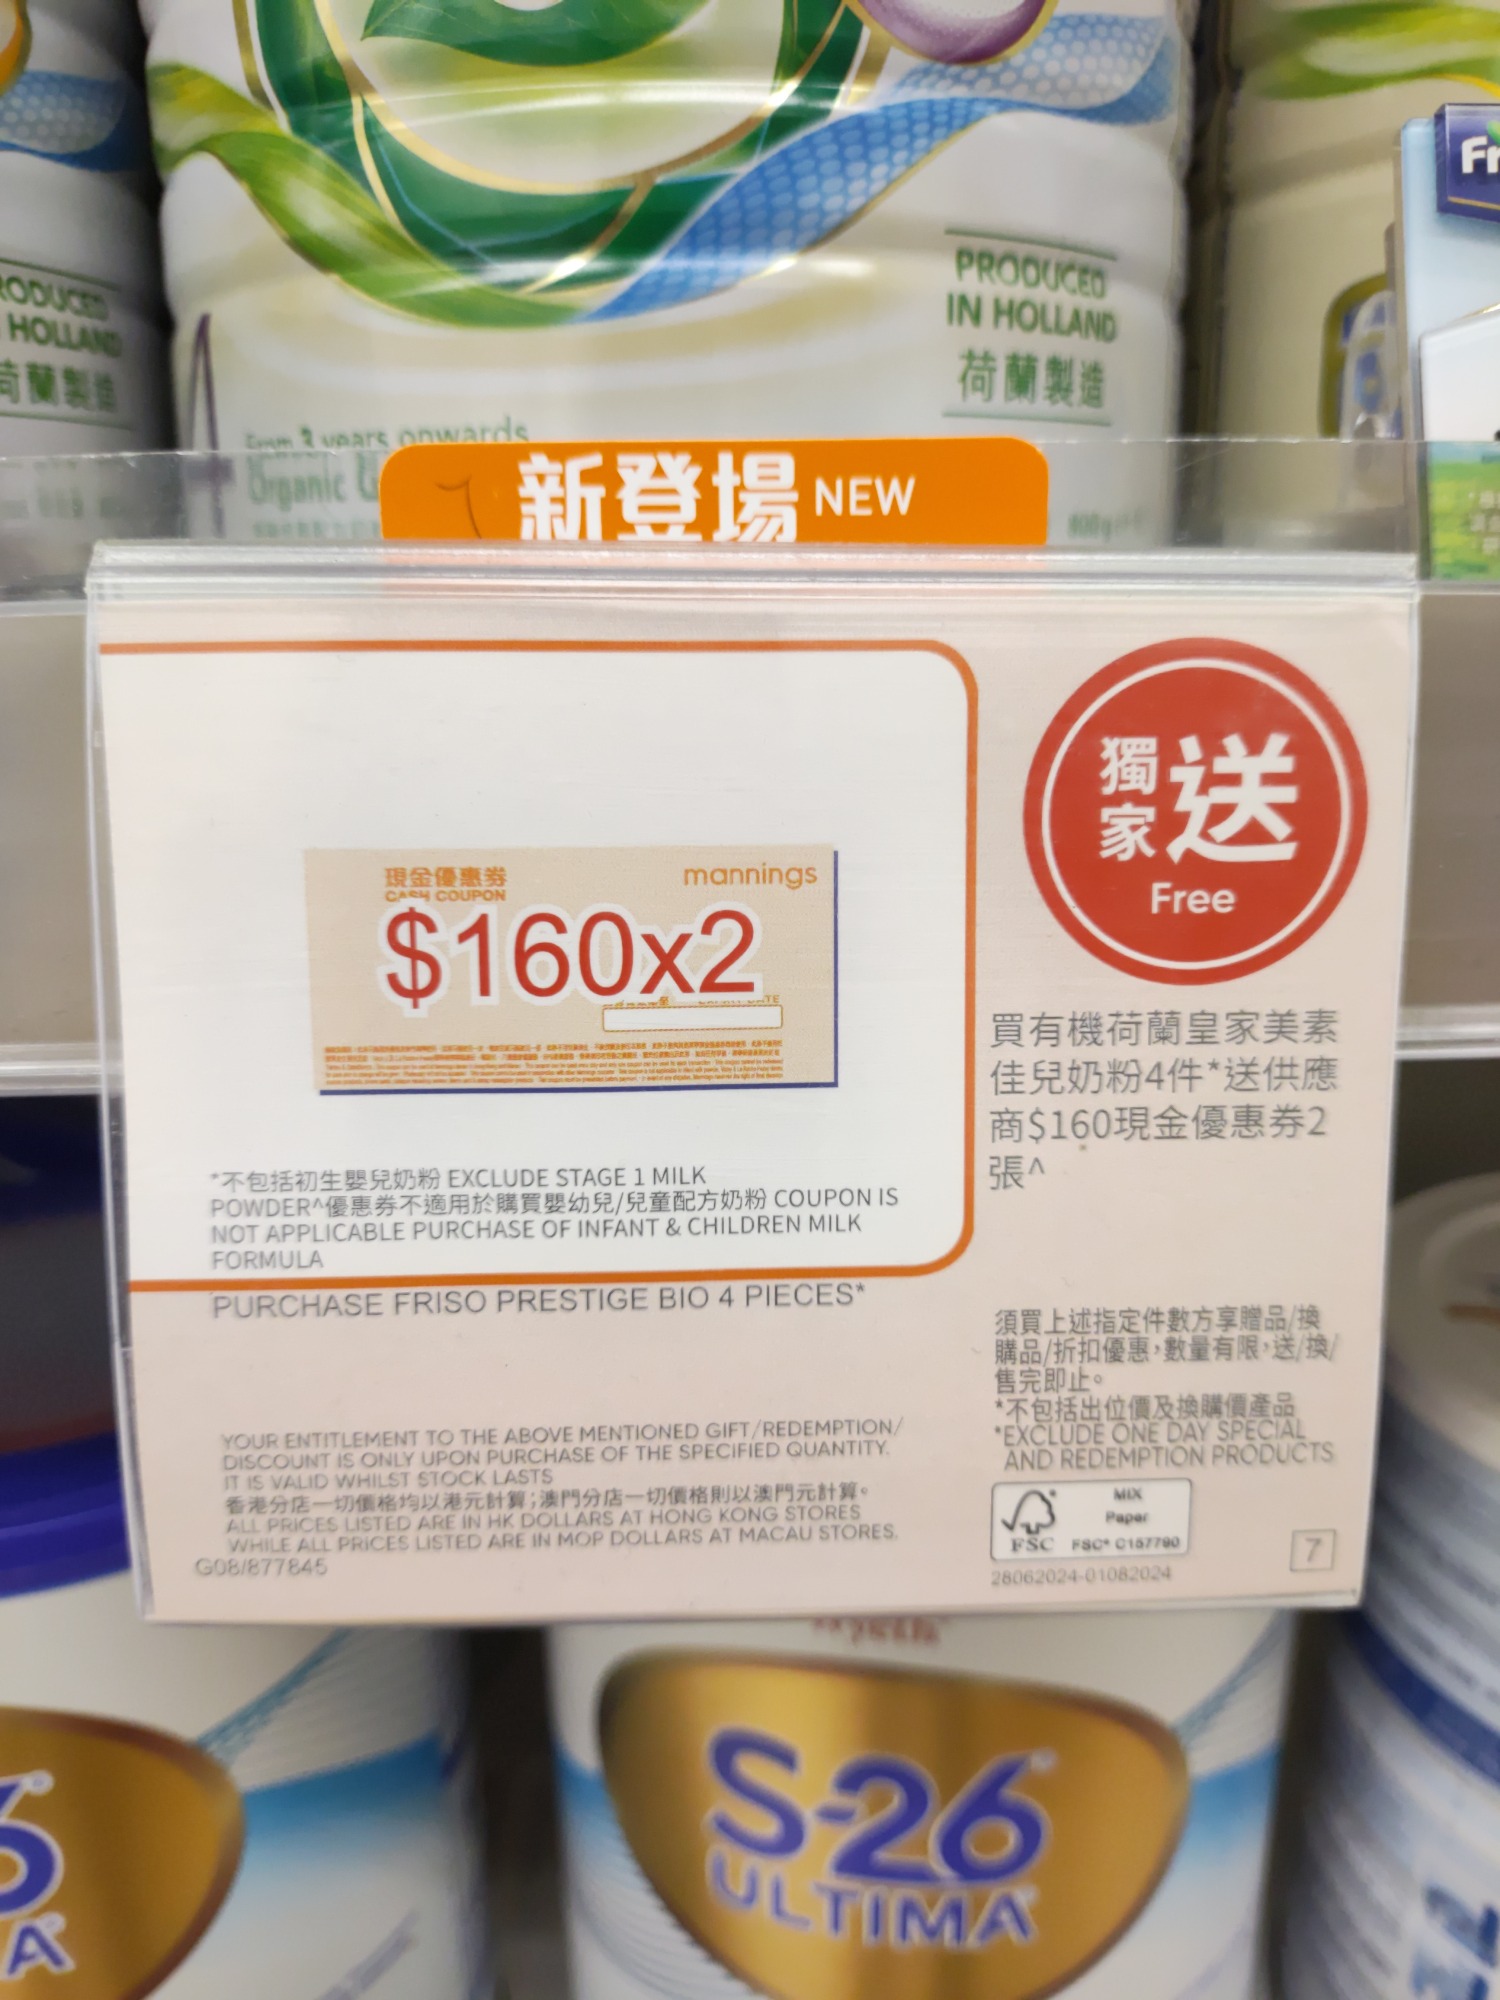 Fr
PRODUCED
IN HOLLAND
荷蘭製造
RODUCED
HOLLAND
荷蘭製造
From 3 years onwards
Organic
新登場 NEW
獨家 送
Free
現金優惠券 mannings
CASH COUPON
$160x2
買有機荷蘭皇家美素
佳兒奶粉4件*送供應
商$160現金優惠券2
張^
*不包括初生嬰兒奶粉 EXCLUDE STAGE 1 MILK
POWDER^優惠券不適用於購買嬰幼兒/兒童配方奶粉 COUPON IS
NOT APPLICABLE PURCHASE OF INFANT & CHILDREN MILK
FORMULA
PURCHASE FRISO PRESTIGE BIO 4 PIECES*
須買上述指定件數方享贈品/換
購品/折扣優惠，數量有限，送/換/
售完即止。
*不包括出位價及換購價產品
*EXCLUDE ONE DAY SPECIAL
AND REDEMPTION PRODUCTS
YOUR ENTITLEMENT TO THE ABOVE MENTIONED GIFT/REDEMPTION/
DISCOUNT IS ONLY UPON PURCHASE OF THE SPECIFIED QUANTITY.
IT IS VALID WHILST STOCK LASTS
香港分店一切價格均以港元計算；澳門分店一切價格則以澳門元計算。
ALL PRICES LISTED ARE IN HK DOLLARS AT HONG KONG STORES
WHILE ALL PRICES LISTED ARE IN MOP DOLLARS AT MACAU STORES.
G08/877845
FSC
MIX
Paper
FSC® C157790
7
28062024-01082024
S-26
ULTIMA
6
A